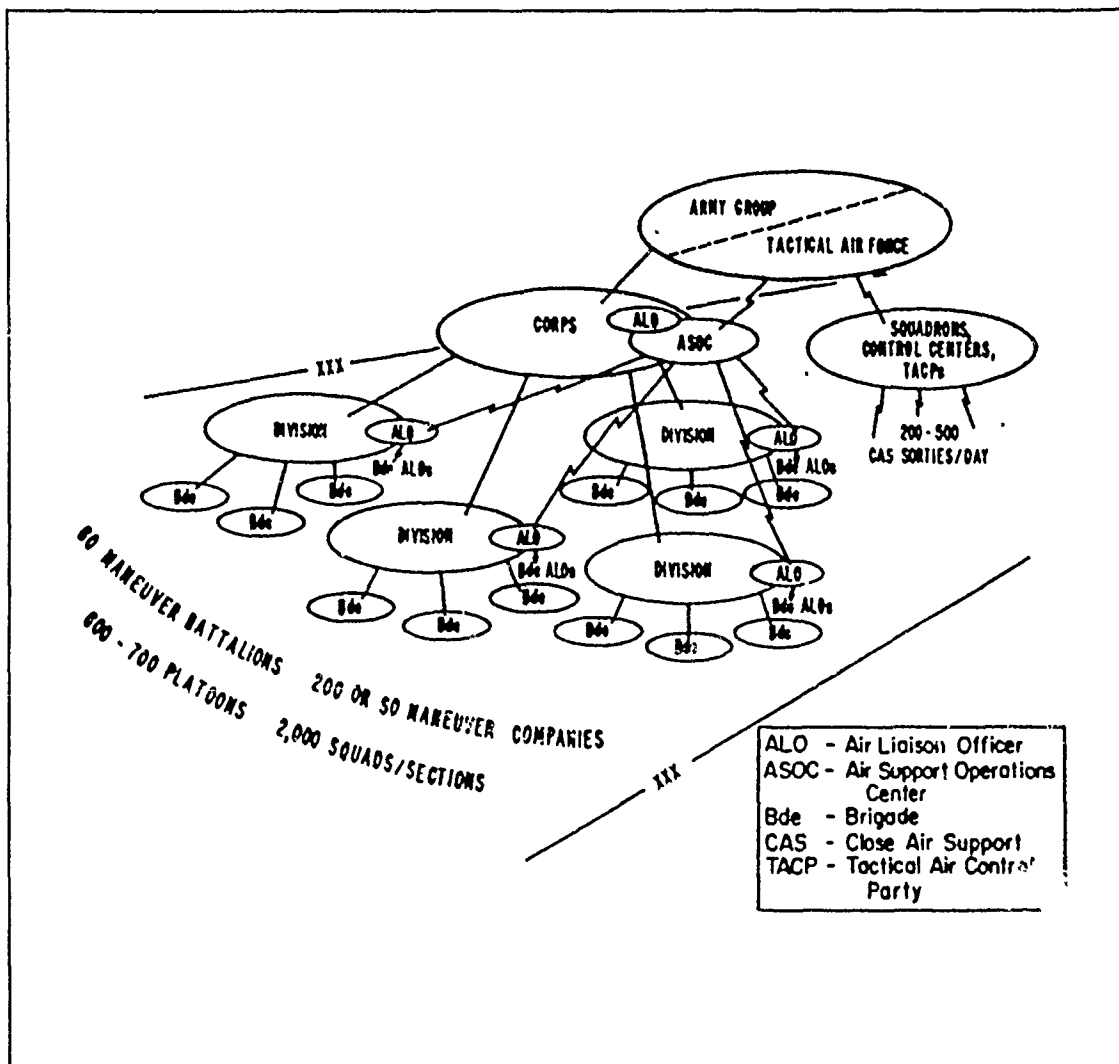 ARMY GROUP
TACTICAL AIR FORCE
CORPS
ALO
ASOC
SQUADRONS,
CONTROL CENTERS,
TACPs
200 - 500
CAS SORTIES/DAY
XXX
DIVISION
ALO
Bde ALOs
Bde
Bde
Bde
DIVISION
ALO
Bde ALOs
Bde
Bde
Bde
DIVISION
ALO
Bde ALOs
Bde
Bde
Bde
DIVISION
ALO
Bde ALOs
Bde
Bde
Bde
60 MANEUVER BATTALIONS 200 OR SO MANEUVER COMPANIES
600 - 700 PLATOONS 2,000 SQUADS/SECTIONS
XXX
ALO - Air Liaison Officer
ASOC - Air Support Operations
Center
Bde - Brigade
CAS - Close Air Support
TACP - Tactical Air Control
Party